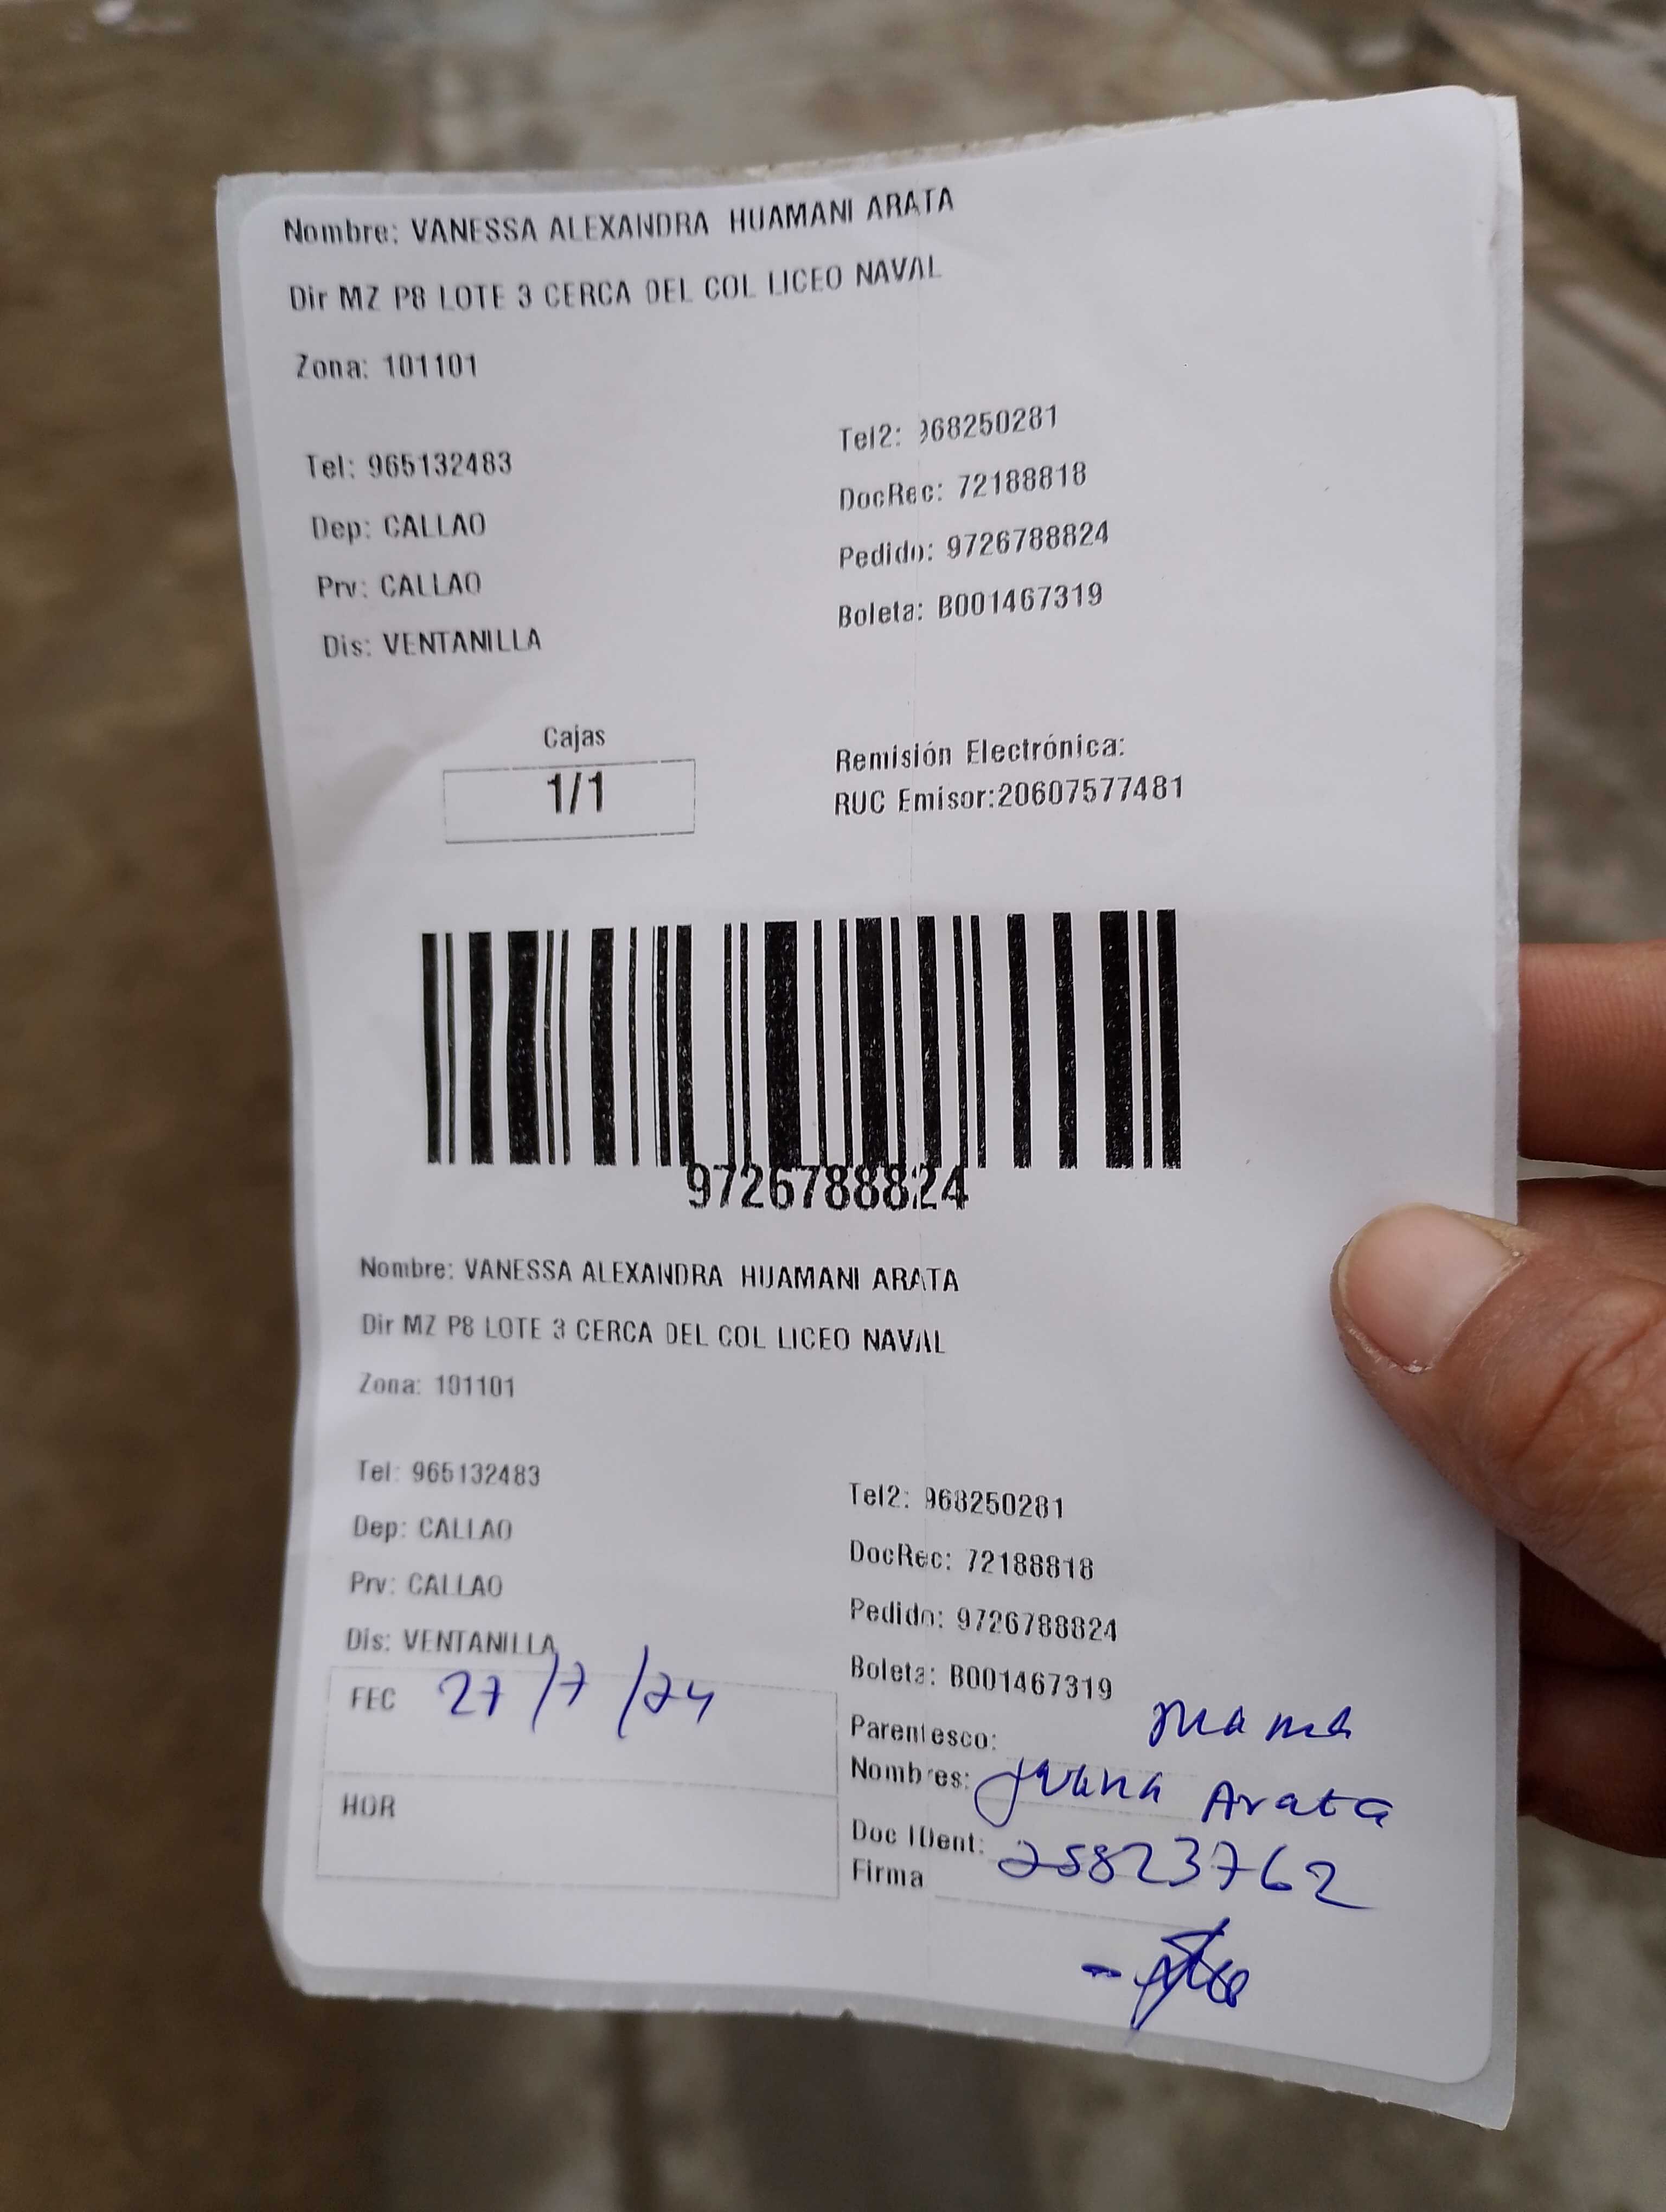 Nombre: VANESSA ALEXANDRA HUAMANI ARATA
Dir MZ P8 LOTE 3 CERCA DEL COL LICEO NAVAL
Zona: 101101
Tel: 965132483
Tel2: 968250281
Dep: CALLAO
DocRec: 72188818
Prv: CALLAO
Pedido: 9726788824
Dis: VENTANILLA
Boleta: B001467319
Cajas
1/1
Remisión Electrónica:
RUC Emisor:20607577481
9726788824
Nombre: VANESSA ALEXANDRA HUAMANI ARATA
Dir MZ P8 LOTE 3 CERCA DEL COL LICEO NAVAL
Zona: 101101
Tel: 965132483
Tel2: 968250281
Dep: CALLAO
DocRec: 72188818
Prv: CALLAO
Pedido: 9726788824
Dis: VENTANILLA
Boleta: B001467319
FEC 27/7/24
Parentesco: mama
Nombres: Juana Arata
HOR
Doc IDent: 25823762
Firma